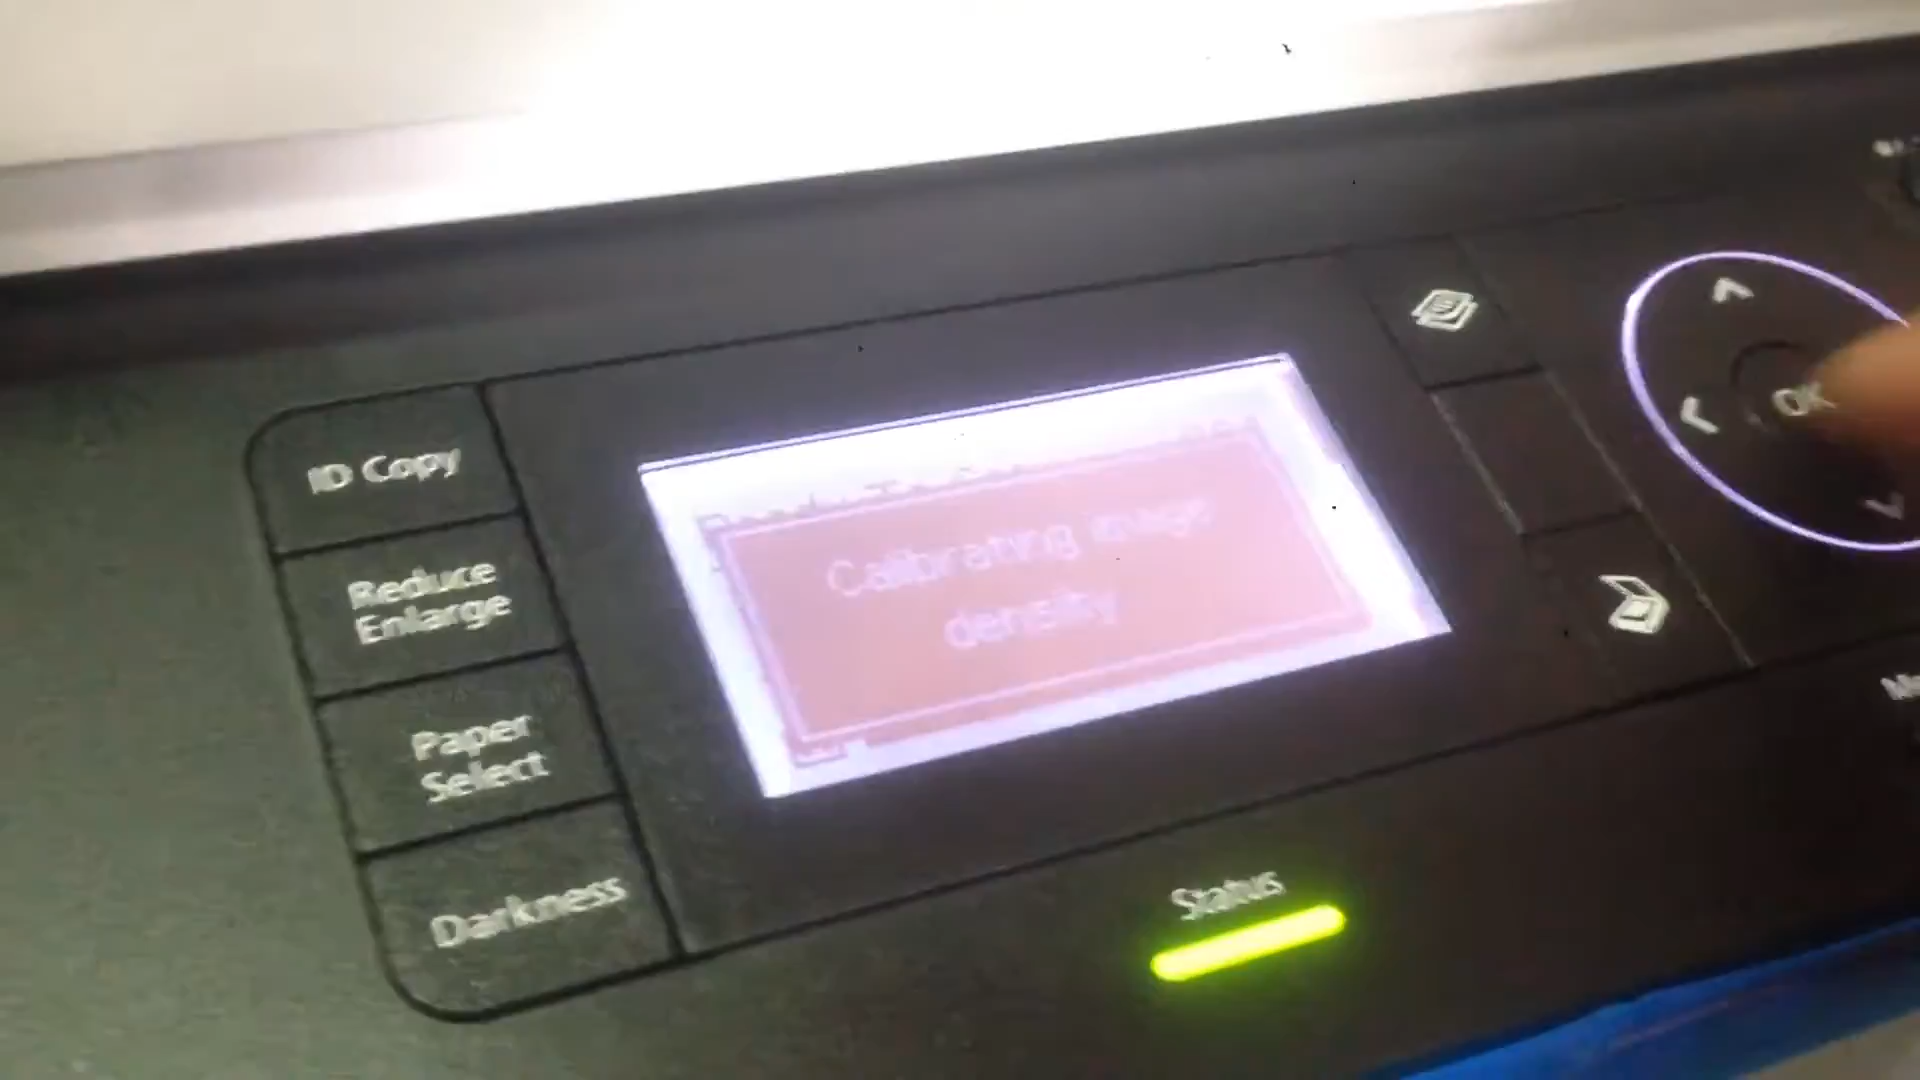 ID Copy
Reduce
Enlarge
Paper
Select
Darkness
Calibrating image
density
Status
OK